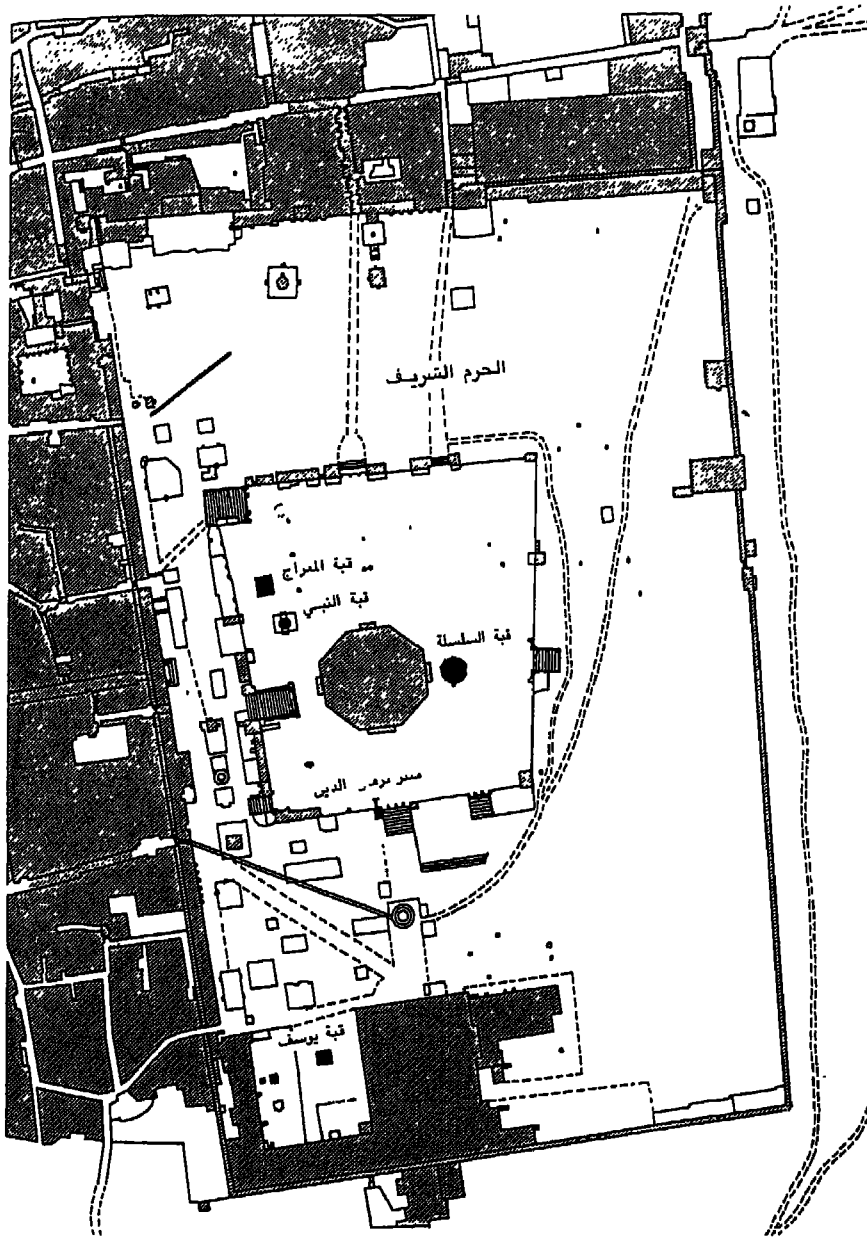 الحرم الشريف
قبة المعراج
قبة النبي
قبة السلسلة
منبر برهان الدين
قبة يوسف